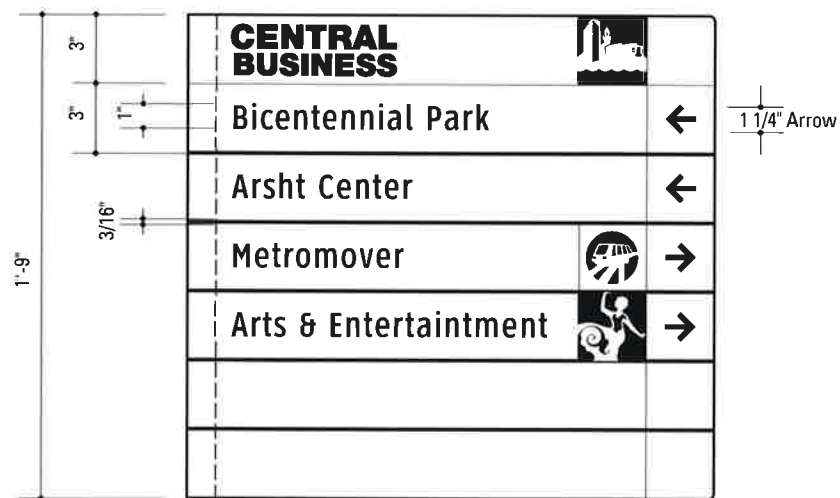 CENTRAL
BUSINESS
Bicentennial Park
Arsht Center
Metromover
Arts & Entertaintment
3"
3"
1"
3/16"
1'-9"
1 1/4" Arrow